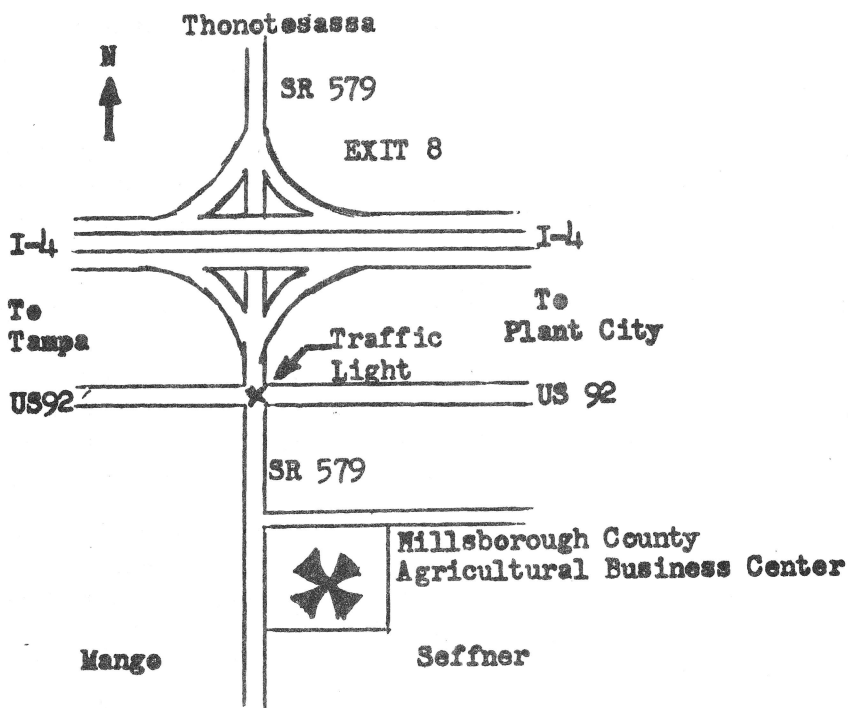 Thonotosassa
N
SR 579
EXIT 8
I-4
I-4
To
Tampa
To
Plant City
Traffic
Light
US92
US 92
SR 579
Hillsborough County
Agricultural Business Center
Mango
Seffner